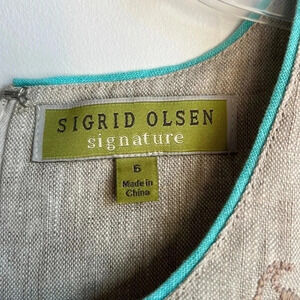 SIGRID OLSEN
signature
6
Made in
China